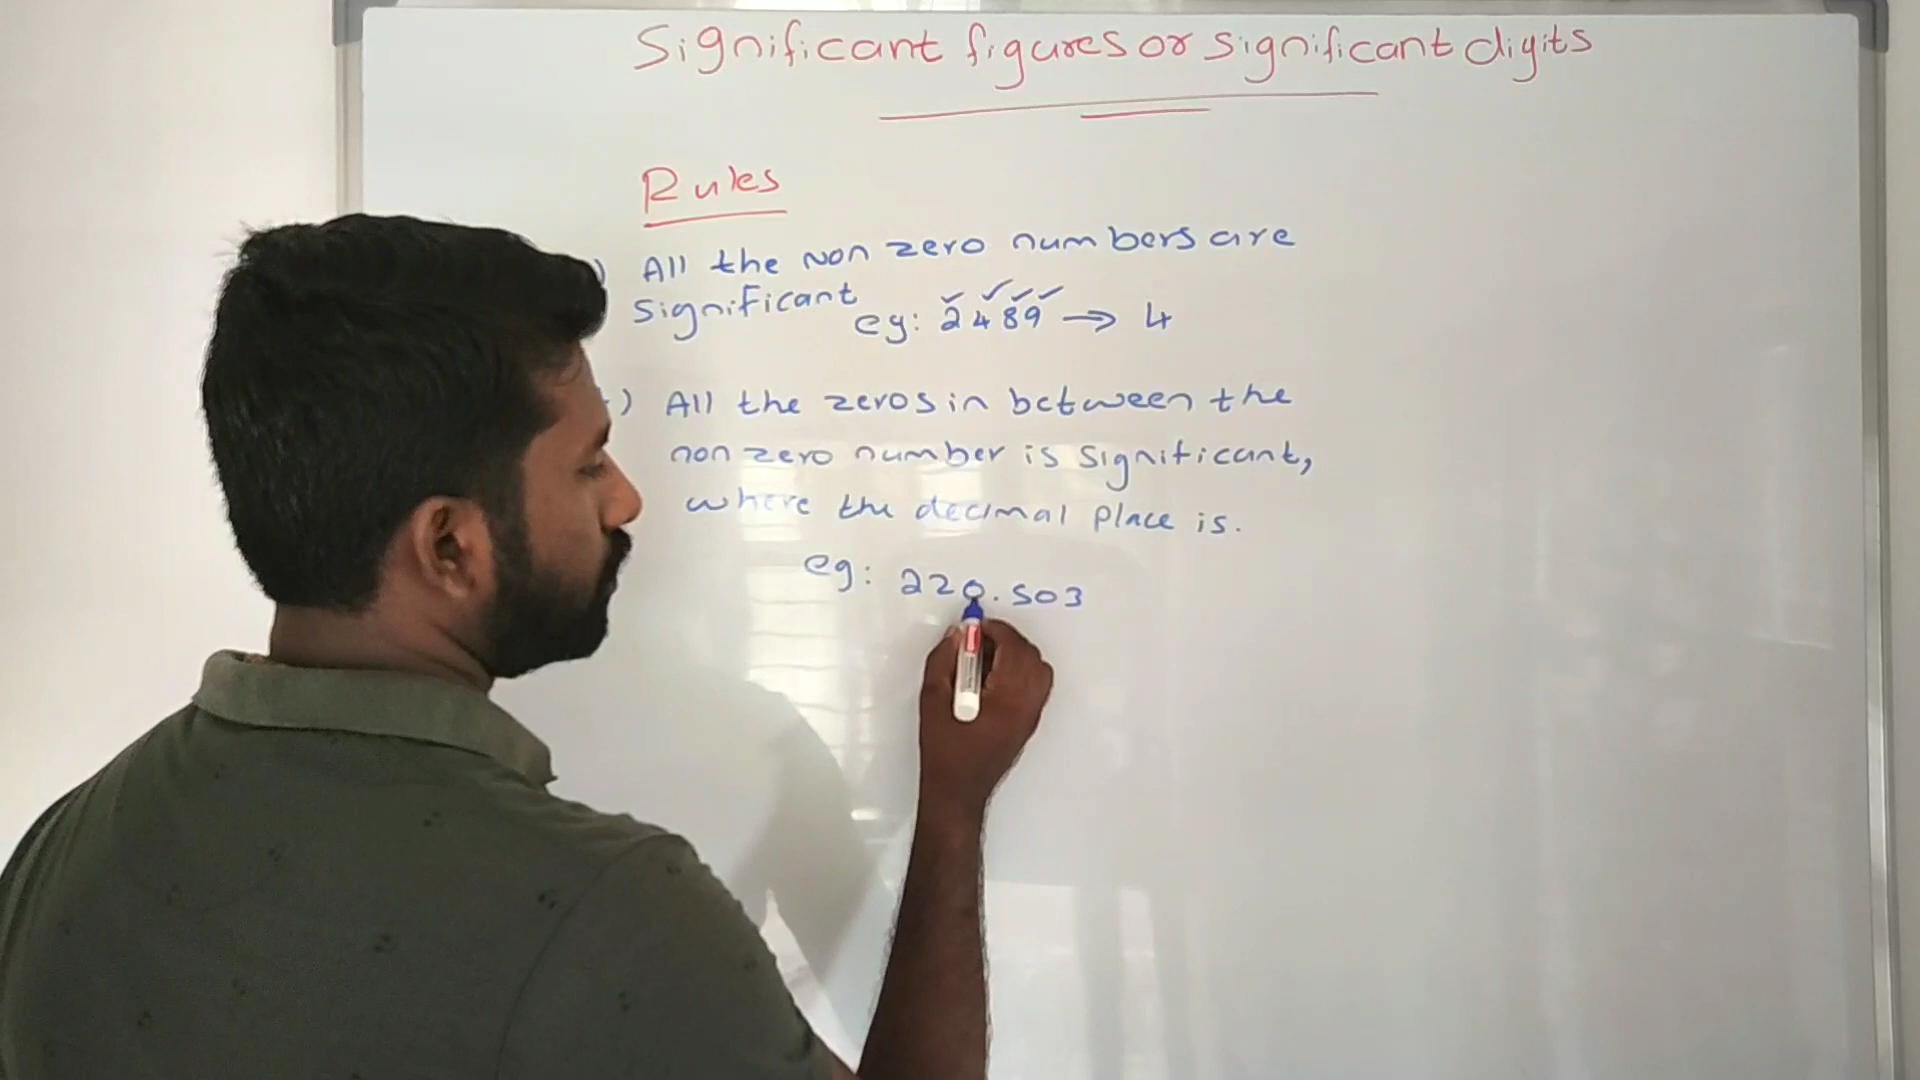 Significant figures or significant digits
Rules
) All the non zero numbers are
significant
eg: 2489 → 4
) All the zeros in between the
non zero number is significant,
where the decimal place is.
eg: 220.503